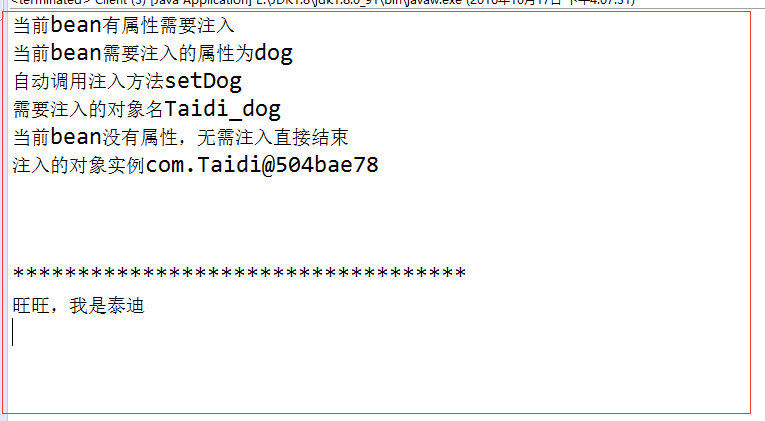 <terminated> Client (3) [Java Application] E:\JDK1.8\jdk1.8.0_91\bin\javaw.exe (2016年10月17日 下午4:07:51)
当前bean有属性需要注入
当前bean需要注入的属性为dog
自动调用注入方法setDog
需要注入的对象名Taidi_dog
当前bean没有属性，无需注入直接结束
注入的对象实例com.Taidi@504bae78
***********************************
旺旺，我是泰迪